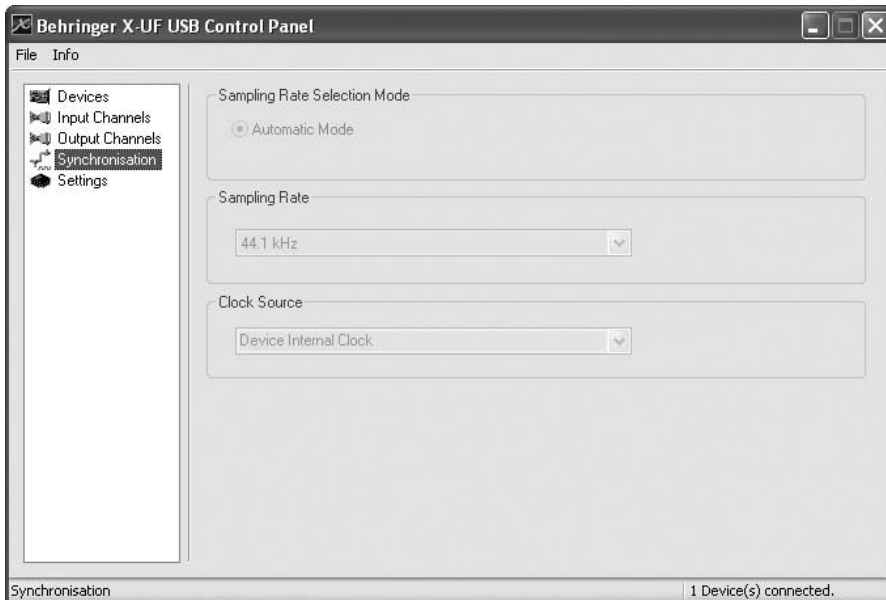 Behringer X-UF USB Control Panel
File Info
Devices
Input Channels
Output Channels
Synchronisation
Settings
Sampling Rate Selection Mode
Automatic Mode
Sampling Rate
44.1 kHz
Clock Source
Device Internal Clock
Synchronisation
1 Device(s) connected.